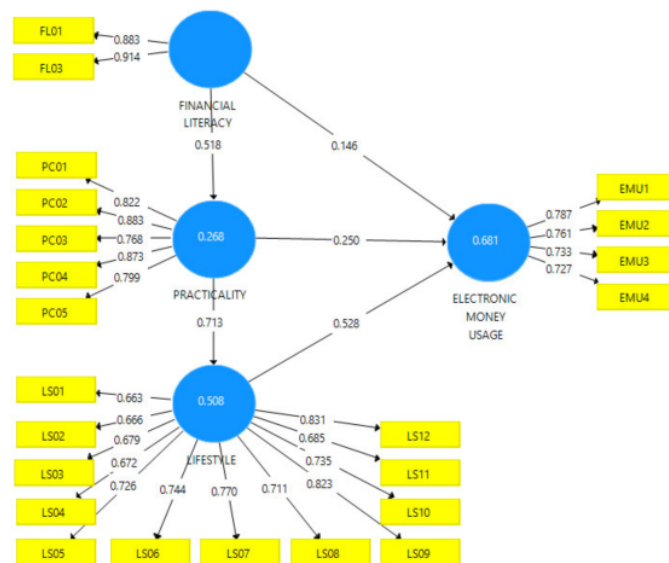 FL01
0.883
FL03
0.914
FINANCIAL
LITERACY
0.518
0.146
PC01
PC02
PC03
PC04
PC05
0.822
0.883
0.768
0.873
0.799
0.268
PRACTICALITY
0.250
0.681
ELECTRONIC
MONEY
USAGE
0.787
0.761
0.733
0.727
EMU1
EMU2
EMU3
EMU4
0.713
0.528
0.508
LIFESTYLE
LS01
LS02
LS03
LS04
LS05
LS06
LS07
LS08
LS09
LS10
LS11
LS12
0.663
0.666
0.679
0.672
0.726
0.744
0.770
0.711
0.823
0.735
0.685
0.831